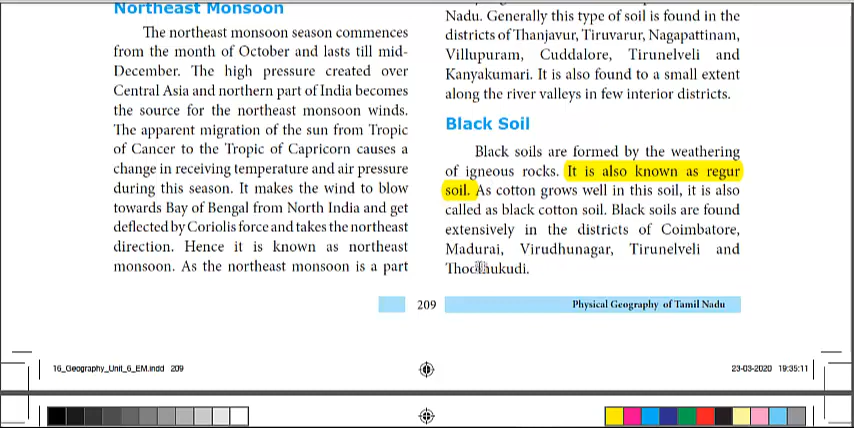 Northeast Monsoon
The northeast monsoon season commences
from the month of October and lasts till mid-
December. The high pressure created over
Central Asia and northern part of India becomes
the source for the northeast monsoon winds.
The apparent migration of the sun from Tropic
of Cancer to the Tropic of Capricorn causes a
change in receiving temperature and air pressure
during this season. It makes the wind to blow
towards Bay of Bengal from North India and get
deflected by Coriolis force and takes the northeast
direction. Hence it is known as northeast
monsoon. As the northeast monsoon is a part
Nadu. Generally this type of soil is found in the
districts of Thanjavur, Tiruvarur, Nagapattinam,
Villupuram, Cuddalore, Tirunelveli and
Kanyakumari. It is also found to a small extent
along the river valleys in few interior districts.
Black Soil
Black soils are formed by the weathering
of igneous rocks. It is also known as regur
soil. As cotton grows well in this soil, it is also
called as black cotton soil. Black soils are found
extensively in the districts of Coimbatore,
Madurai, Virudhunagar, Tirunelveli and
209
Physical Geography of Tamil Nadu
16_Geography_Unit_6_EM.indd 209
23-03-2020 19:35:11